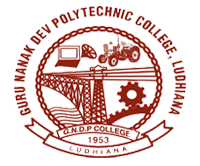 GURU NANAK DEV POLYTECHNIC COLLEGE, LUDHIANA
G.N.D.P COLLEGE
1953
LUDHIANA